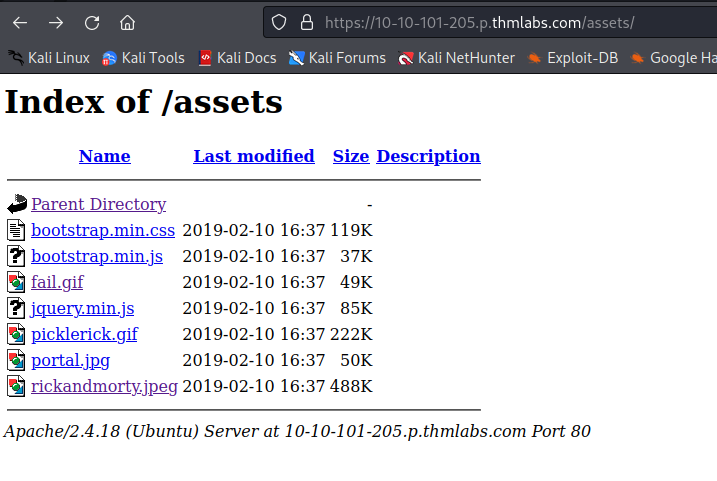 https://10-10-101-205.p.thmlabs.com/assets/
Kali Linux Kali Tools Kali Docs Kali Forums Kali NetHunter Exploit-DB Google Ha
Index of /assets
Name Last modified Size Description
Parent Directory -
bootstrap.min.css 2019-02-10 16:37 119K
bootstrap.min.js 2019-02-10 16:37 37K
fail.gif 2019-02-10 16:37 49K
jquery.min.js 2019-02-10 16:37 85K
picklerick.gif 2019-02-10 16:37 222K
portal.jpg 2019-02-10 16:37 50K
rickandmorty.jpeg 2019-02-10 16:37 488K
Apache/2.4.18 (Ubuntu) Server at 10-10-101-205.p.thmlabs.com Port 80